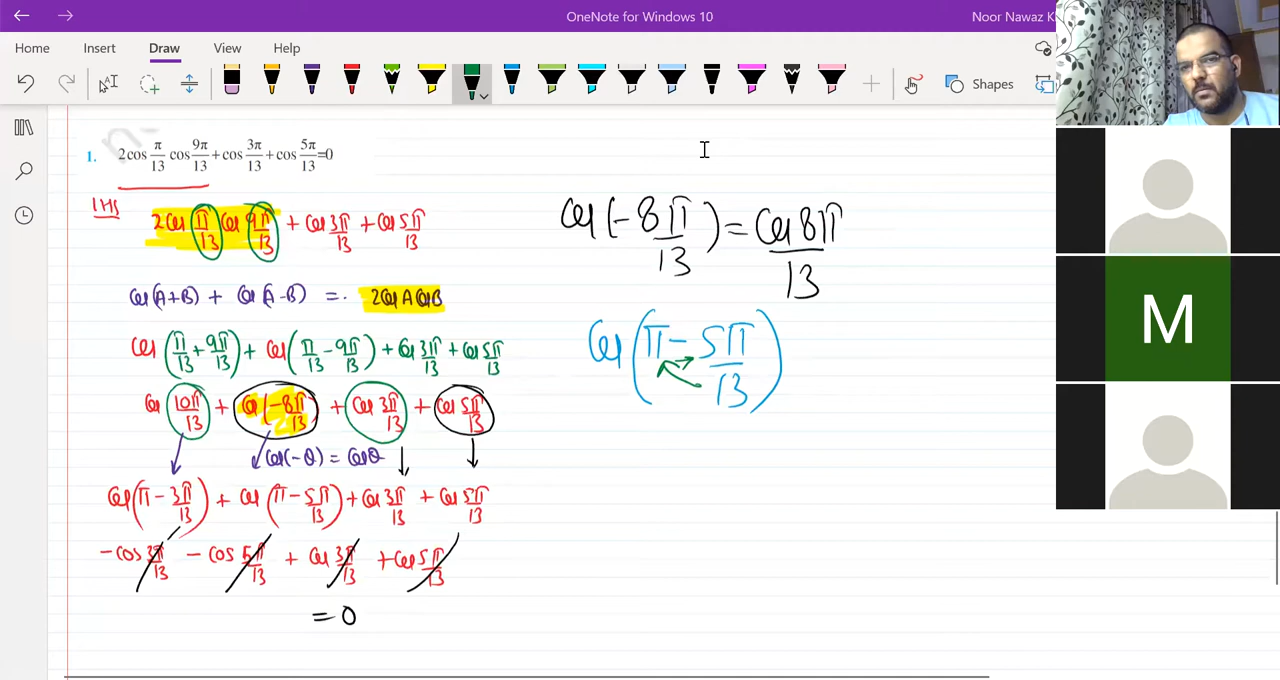 OneNote for Windows 10
Noor Nawaz K
Home Insert Draw View Help
Shapes
1. 2cos π/13 cos 9π/13 + cos 3π/13 + cos 5π/13 = 0
LHS
2 Cos π/13 Cos 9π/13 + Cos 3π/13 + Cos 5π/13
Cos(A+B) + Cos(A-B) = 2 Cos A Cos B
Cos(π/13 + 9π/13) + Cos(π/13 - 9π/13) + Cos 3π/13 + Cos 5π/13
Cos 10π/13 + Cos(-8π/13) + Cos 3π/13 + Cos 5π/13
Cos(-θ) = Cosθ
Cos(π - 3π/13) + Cos(π - 5π/13) + Cos 3π/13 + Cos 5π/13
- cos 3π/13 - cos 5π/13 + Cos 3π/13 + Cos 5π/13
= 0
Cos(-8π/13) = Cos 8π/13
Cos(π - 5π/13)
M